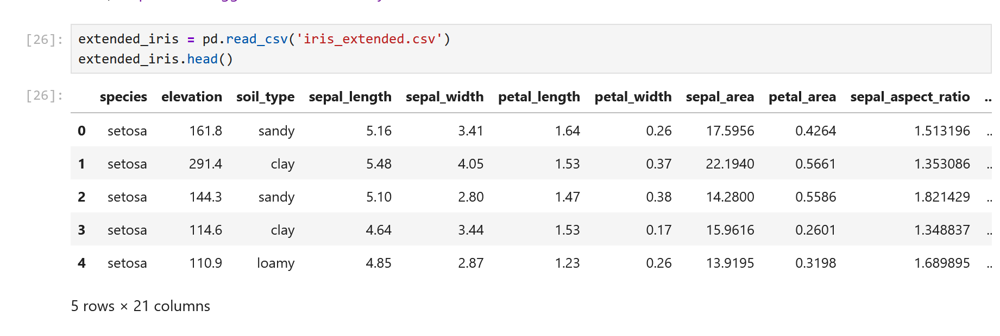 [26]: extended_iris = pd.read_csv('iris_extended.csv')
extended_iris.head()
[26]: species elevation soil_type sepal_length sepal_width petal_length petal_width sepal_area petal_area sepal_aspect_ratio ..
0 setosa 161.8 sandy 5.16 3.41 1.64 0.26 17.5956 0.4264 1.513196 ..
1 setosa 291.4 clay 5.48 4.05 1.53 0.37 22.1940 0.5661 1.353086 ..
2 setosa 144.3 sandy 5.10 2.80 1.47 0.38 14.2800 0.5586 1.821429 ..
3 setosa 114.6 clay 4.64 3.44 1.53 0.17 15.9616 0.2601 1.348837 ..
4 setosa 110.9 loamy 4.85 2.87 1.23 0.26 13.9195 0.3198 1.689895 ..
5 rows × 21 columns